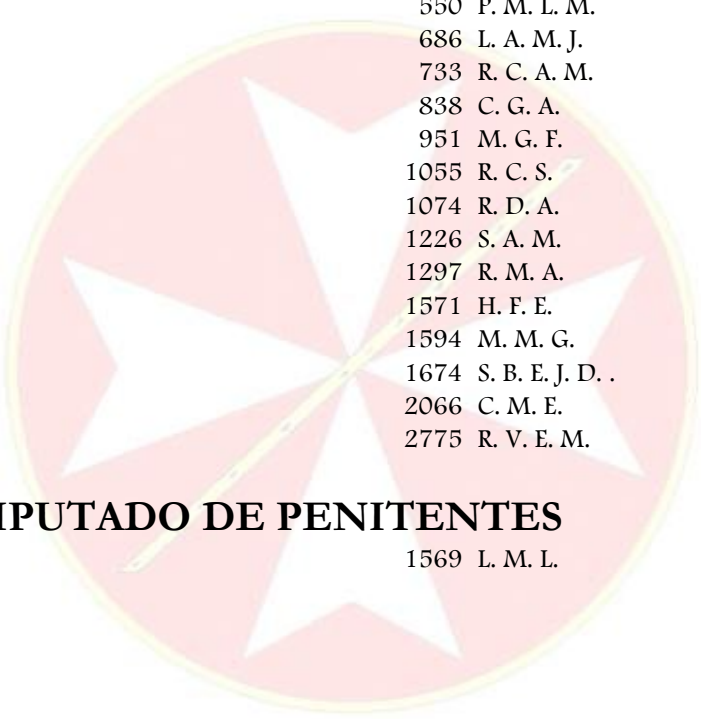 550 P. M. L. M.
686 L. A. M. J.
733 R. C. A. M.
838 C. G. A.
951 M. G. F.
1055 R. C. S.
1074 R. D. A.
1226 S. A. M.
1297 R. M. A.
1571 H. F. E.
1594 M. M. G.
1674 S. B. E. J. D. .
2066 C. M. E.
2775 R. V. E. M.
IPUTADO DE PENITENTES
1569 L. M. L.